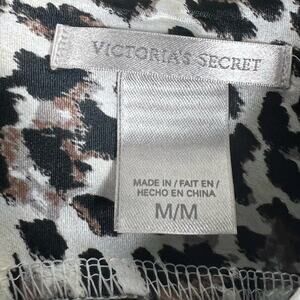 VICTORIA'S SECRET
MADE IN / FAIT EN /
HECHO EN CHINA
M/M